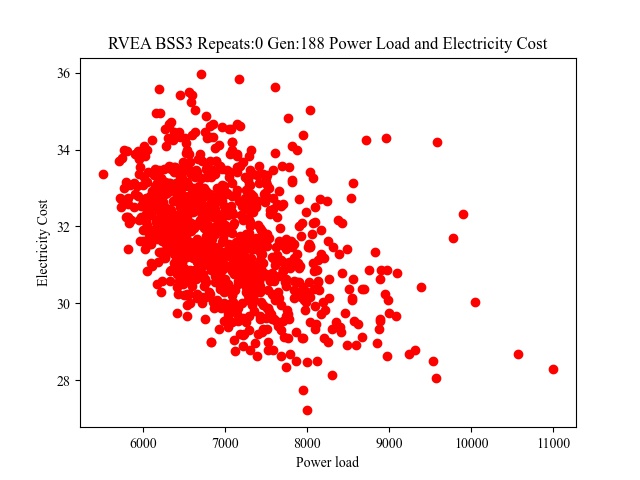 RVEA BSS3 Repeats:0 Gen:188 Power Load and Electricity Cost
36
34
32
30
28
Electricity Cost
6000 7000 8000 9000 10000 11000
Power load